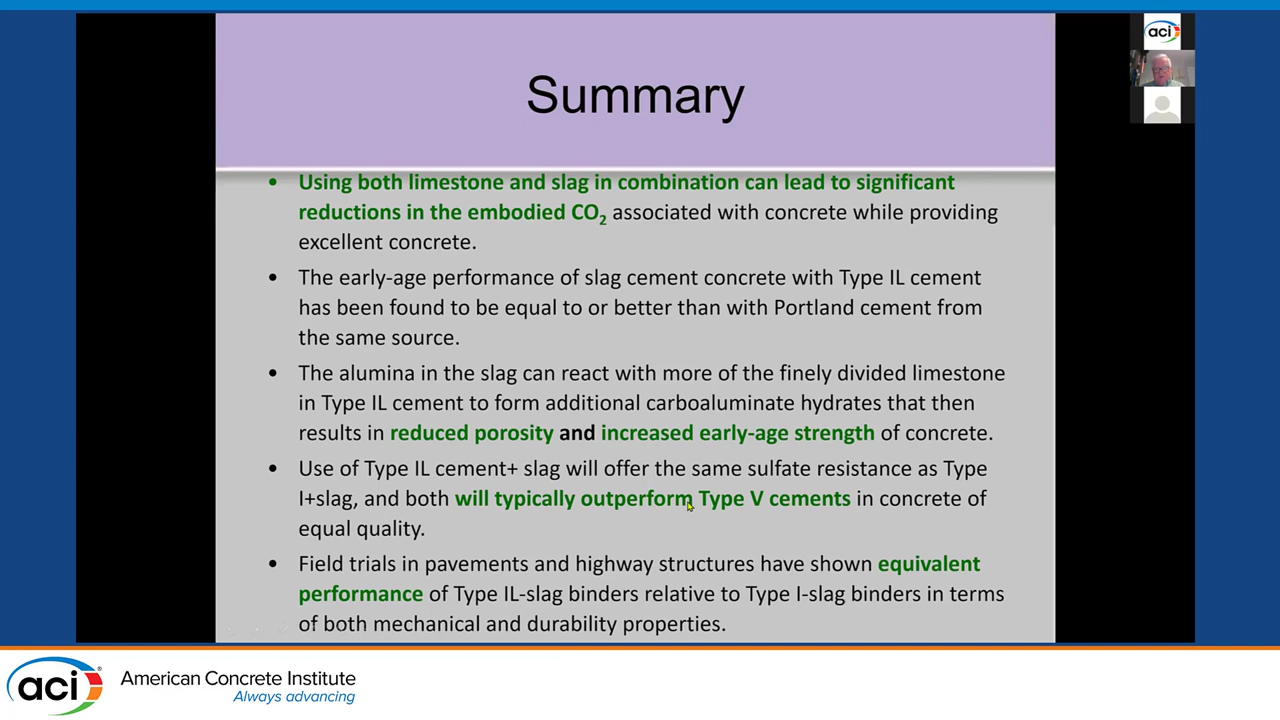 aci
Summary
• Using both limestone and slag in combination can lead to significant
reductions in the embodied CO₂ associated with concrete while providing
excellent concrete.
• The early-age performance of slag cement concrete with Type IL cement
has been found to be equal to or better than with Portland cement from
the same source.
• The alumina in the slag can react with more of the finely divided limestone
in Type IL cement to form additional carboaluminate hydrates that then
results in reduced porosity and increased early-age strength of concrete.
• Use of Type IL cement+ slag will offer the same sulfate resistance as Type
I+slag, and both will typically outperform Type V cements in concrete of
equal quality.
• Field trials in pavements and highway structures have shown equivalent
performance of Type IL-slag binders relative to Type I-slag binders in terms
of both mechanical and durability properties.
aci®
American Concrete Institute
Always advancing